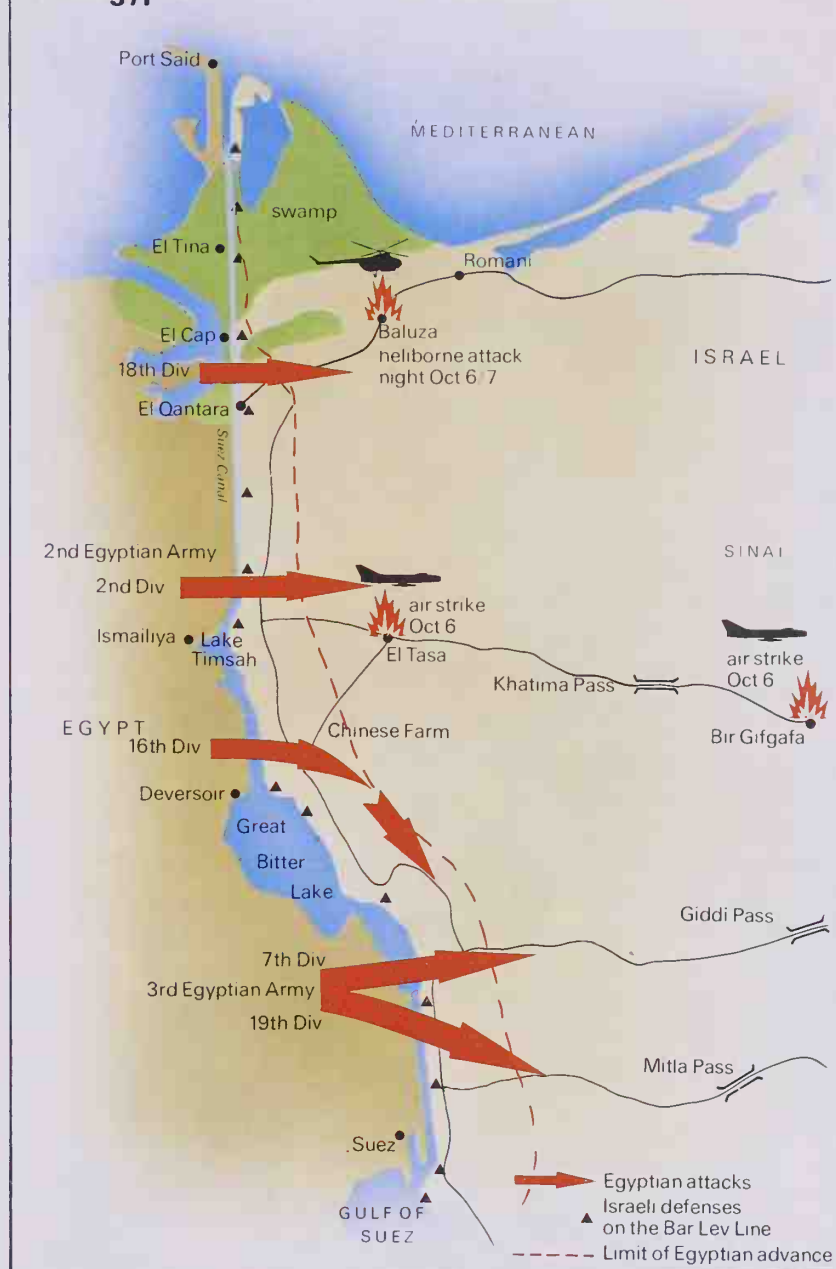 Port Said
MEDITERRANEAN
swamp
El Tina
Romani
El Cap
Baluza
heliborne attack
night Oct 6/7
ISRAEL
18th Div
El Qantara
Suez Canal
2nd Egyptian Army
2nd Div
SINAI
air strike
Oct 6
Ismailiya
Lake
Timsah
El Tasa
air strike
Oct 6
Khatima Pass
Bir Gifgafa
EGYPT
16th Div
Chinese Farm
Deversoir
Great
Bitter
Lake
Giddi Pass
7th Div
3rd Egyptian Army
19th Div
Mitla Pass
Suez
GULF OF
SUEZ
Egyptian attacks
Israeli defenses
on the Bar Lev Line
Limit of Egyptian advance